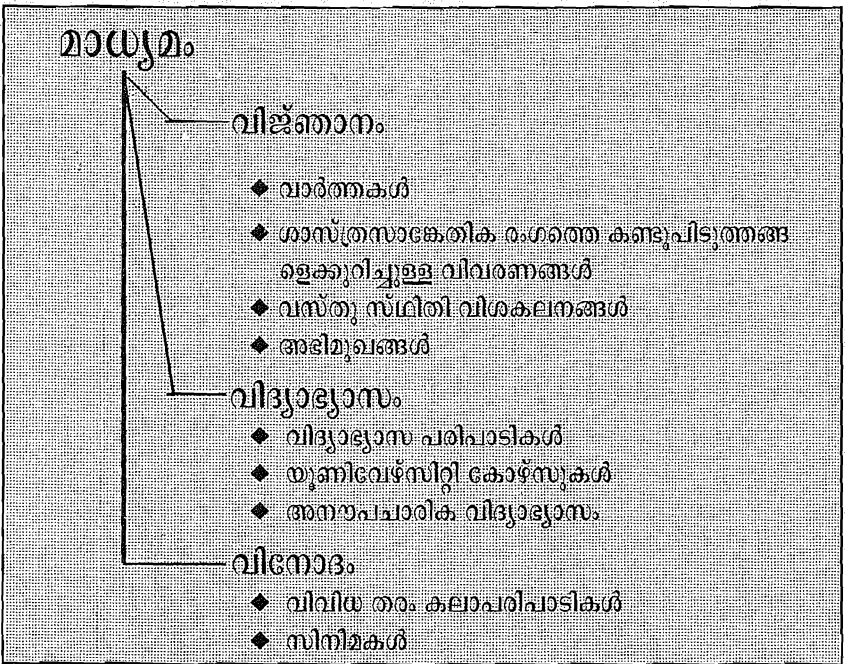 മാധ്യമം
വിജ്ഞാനം
◆ വാർത്തകൾ
◆ ശാസ്ത്രസാങ്കേതിക രംഗത്തെ കണ്ടുപിടുത്തങ്ങ
ളെക്കുറിച്ചുള്ള വിവരണങ്ങൾ
◆ വസ്തു സ്ഥിതി വിശകലനങ്ങൾ
◆ അഭിമുഖങ്ങൾ
വിദ്യാഭ്യാസം
◆ വിദ്യാഭ്യാസ പരിപാടികൾ
◆ യൂണിവേഴ്സിറ്റി കോഴ്സുകൾ
◆ അനൗപചാരിക വിദ്യാഭ്യാസം
വിനോദം
◆ വിവിധ തരം കലാപരിപാടികൾ
◆ സിനിമകൾ